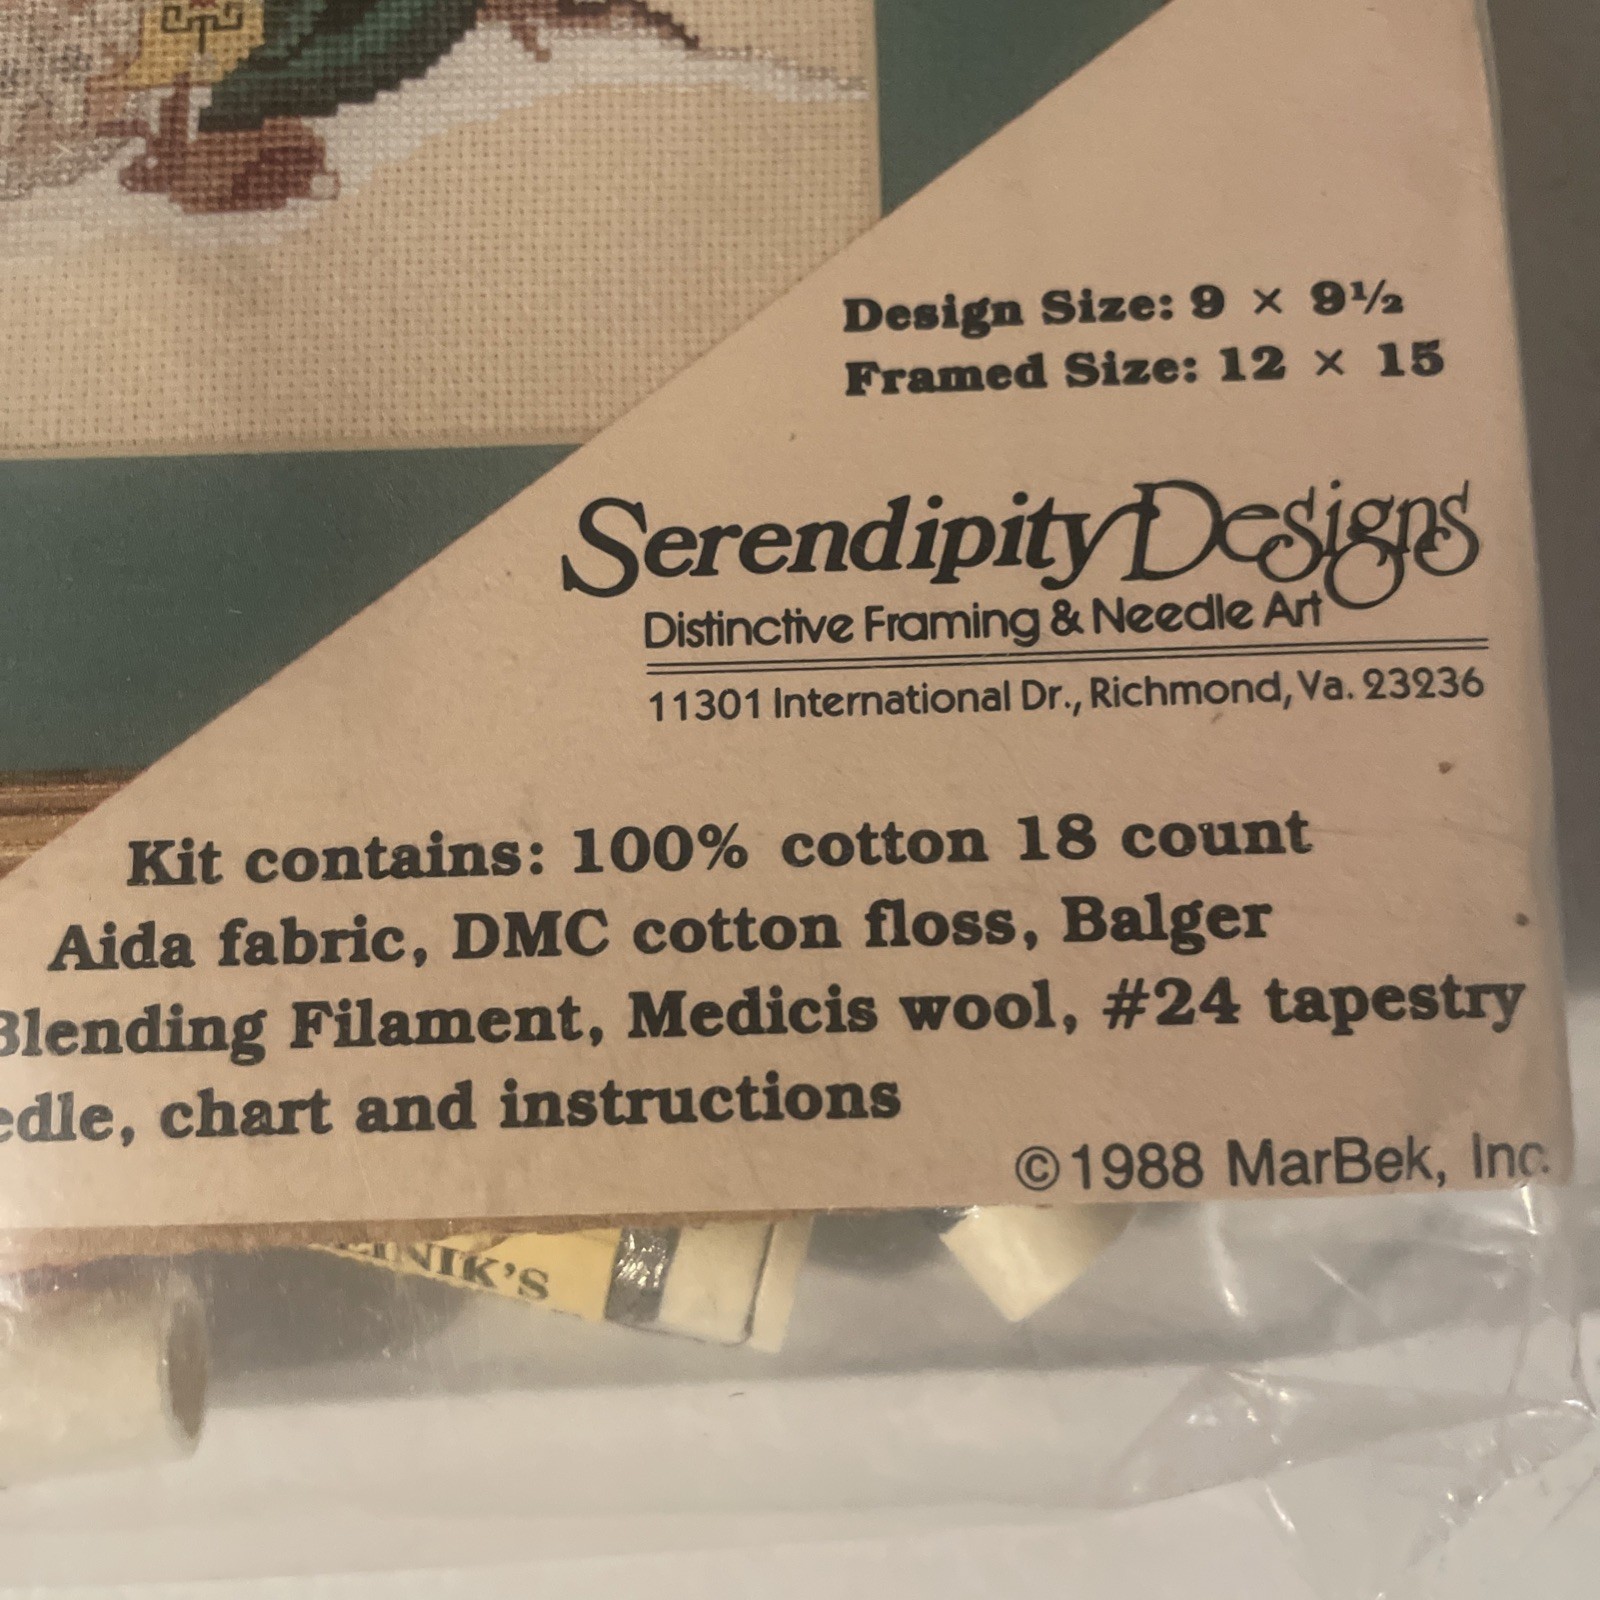 Design Size: 9 × 9½
Framed Size: 12 × 15
Serendipity Designs
Distinctive Framing & Needle Art
11301 International Dr., Richmond, Va. 23236
Kit contains: 100% cotton 18 count
Aida fabric, DMC cotton floss, Balger
Blending Filament, Medicis wool, #24 tapestry
edle, chart and instructions
©1988 MarBek, Inc.
NIK'S